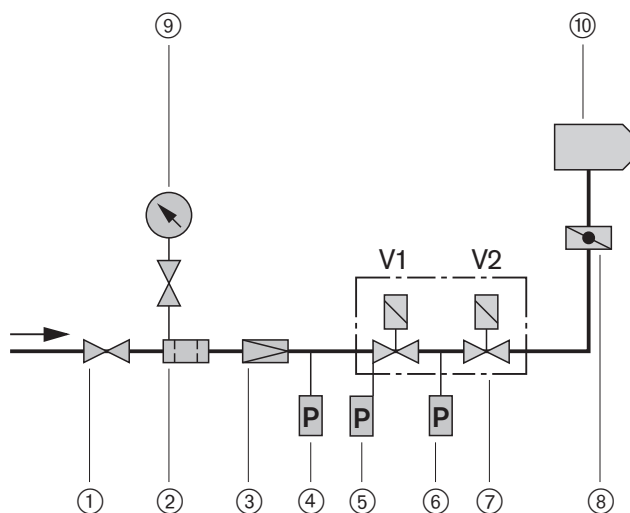 ⑨ ⑩
V1 V2
P P P
① ② ③ ④ ⑤ ⑥ ⑦ ⑧